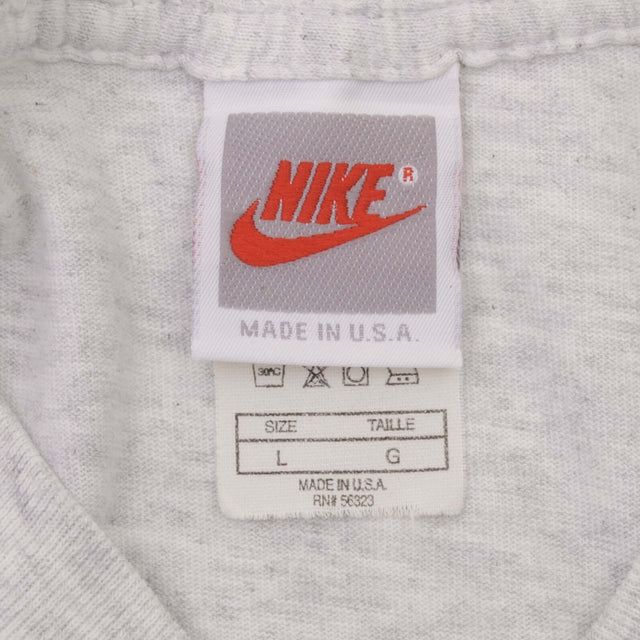 NIKE ®
MADE IN U.S.A.
30°C
SIZE TAILLE
L G
MADE IN U.S.A.
RN# 56323